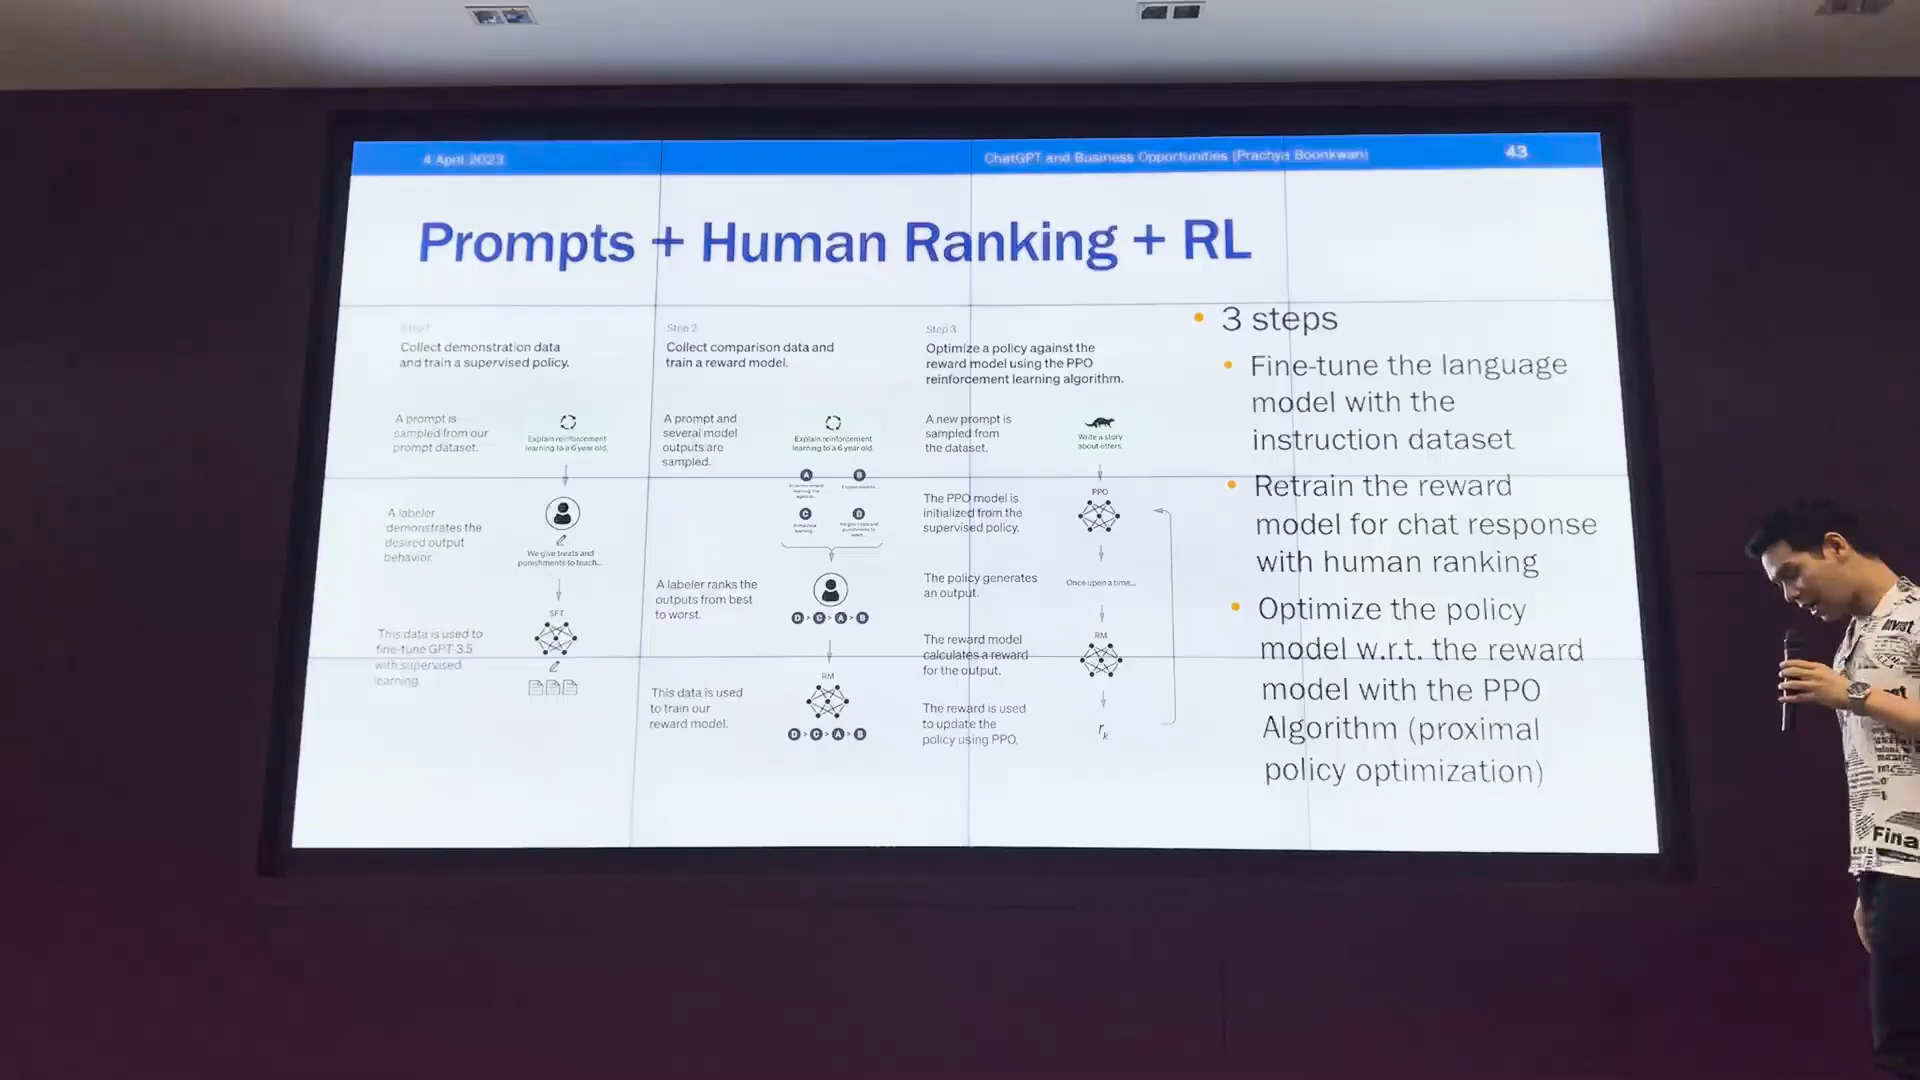 4 April 2023
ChatGPT and Business Opportunities (Prachya Boonkwan)
43
Prompts + Human Ranking + RL
Step 1
Collect demonstration data
and train a supervised policy.
A prompt is
sampled from our
prompt dataset.
Explain reinforcement
learning to a 6 year old.
A labeler
demonstrates the
desired output
behavior.
We give treats and
punishments to teach...
SFT
This data is used to
fine-tune GPT-3.5
with supervised
learning.
Step 2
Collect comparison data and
train a reward model.
A prompt and
several model
outputs are
sampled.
Explain reinforcement
learning to a 6 year old.
A
B
C
D
A labeler ranks the
outputs from best
to worst.
D > C > A > B
RM
This data is used
to train our
reward model.
D > C > A > B
Step 3
Optimize a policy against the
reward model using the PPO
reinforcement learning algorithm.
A new prompt is
sampled from
the dataset.
Write a story
about otters.
PPO
The PPO model is
initialized from the
supervised policy.
The policy generates
an output.
Once upon a time...
RM
The reward model
calculates a reward
for the output.
The reward is used
to update the
policy using PPO.
rk
• 3 steps
• Fine-tune the language
model with the
instruction dataset
• Retrain the reward
model for chat response
with human ranking
• Optimize the policy
model w.r.t. the reward
model with the PPO
Algorithm (proximal
policy optimization)
Fina